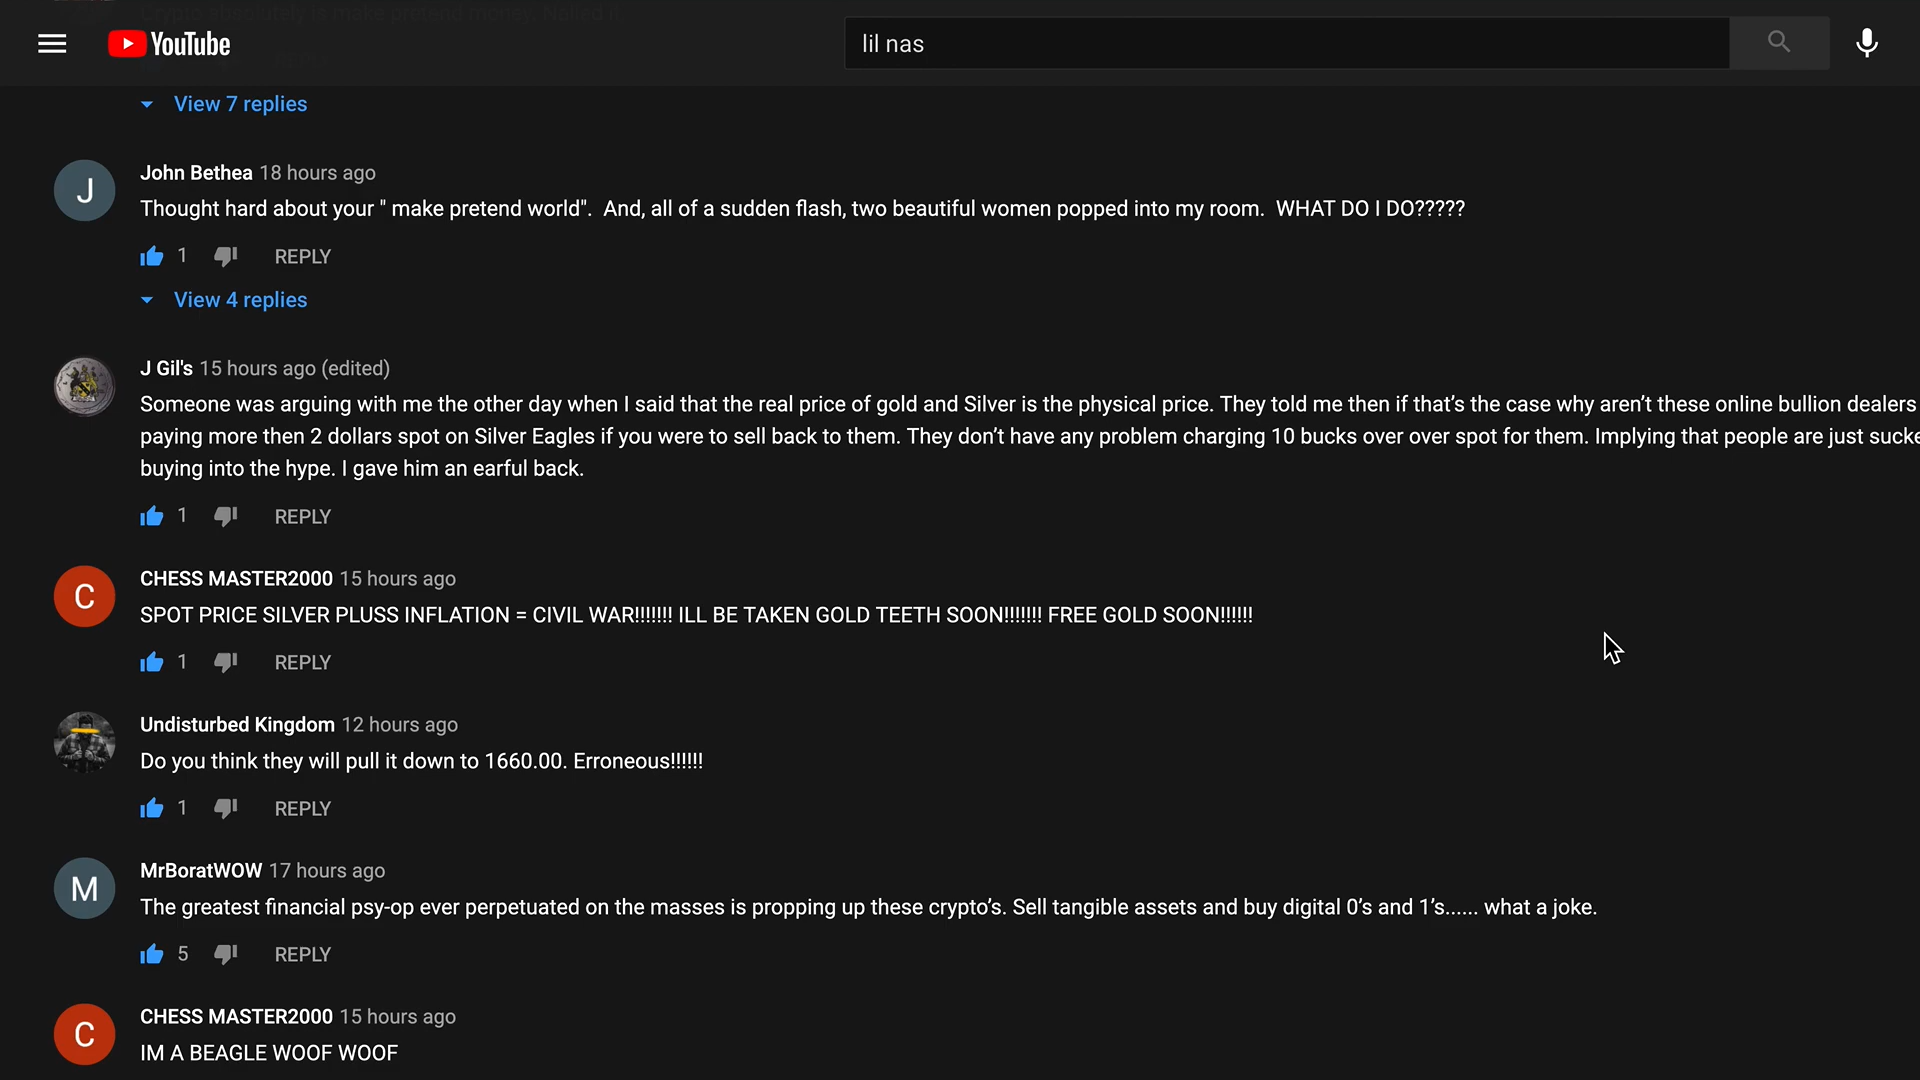 Crypto absolutely is make pretend money. Nailed it.
YouTube
lil nas
REPLY
View 7 replies
J
John Bethea 18 hours ago
Thought hard about your " make pretend world".  And, all of a sudden flash, two beautiful women popped into my room.  WHAT DO I DO?????
1 REPLY
View 4 replies
J Gil's 15 hours ago (edited)
Someone was arguing with me the other day when I said that the real price of gold and Silver is the physical price. They told me then if that's the case why aren't these online bullion dealers
paying more then 2 dollars spot on Silver Eagles if you were to sell back to them. They don't have any problem charging 10 bucks over over spot for them. Implying that people are just sucke
buying into the hype. I gave him an earful back.
1 REPLY
C
CHESS MASTER2000 15 hours ago
SPOT PRICE SILVER PLUSS INFLATION = CIVIL WAR!!!!!!! ILL BE TAKEN GOLD TEETH SOON!!!!!!! FREE GOLD SOON!!!!!!
1 REPLY
Undisturbed Kingdom 12 hours ago
Do you think they will pull it down to 1660.00. Erroneous!!!!!!
1 REPLY
M
MrBoratWOW 17 hours ago
The greatest financial psy-op ever perpetuated on the masses is propping up these crypto's. Sell tangible assets and buy digital 0's and 1's...... what a joke.
5 REPLY
C
CHESS MASTER2000 15 hours ago
IM A BEAGLE WOOF WOOF